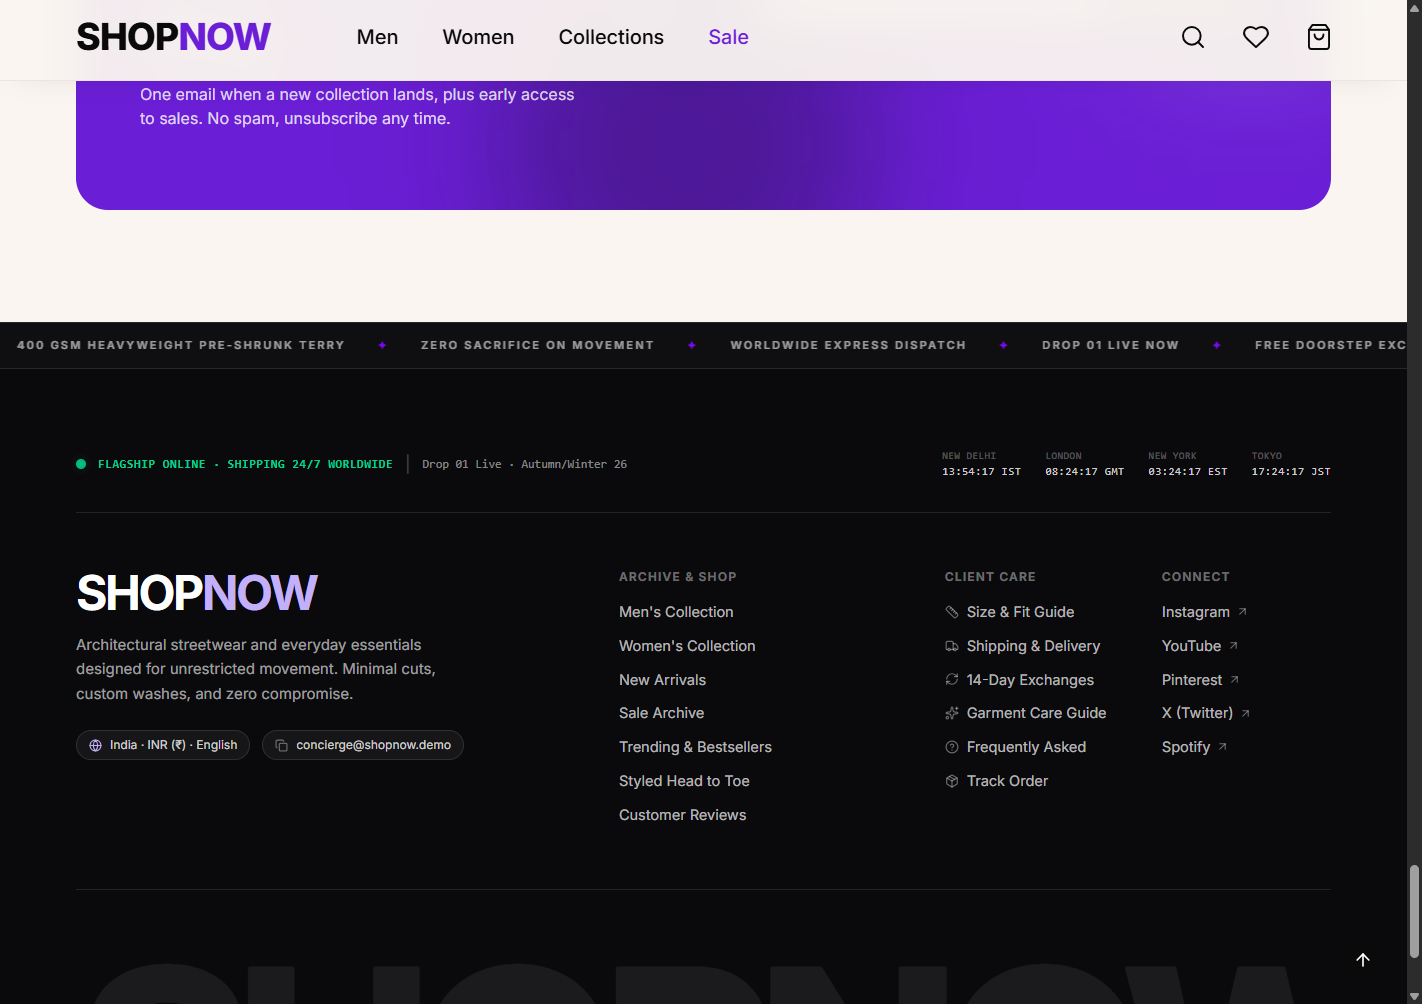 SHOPNOW
Men Women Collections Sale
One email when a new collection lands, plus early access
to sales. No spam, unsubscribe any time.
400 GSM HEAVYWEIGHT PRE-SHRUNK TERRY ✦ ZERO SACRIFICE ON MOVEMENT ✦ WORLDWIDE EXPRESS DISPATCH ✦ DROP 01 LIVE NOW ✦ FREE DOORSTEP EXC
FLAGSHIP ONLINE · SHIPPING 24/7 WORLDWIDE | Drop 01 Live · Autumn/Winter 26
NEW DELHI LONDON NEW YORK TOKYO
13:54:17 IST 08:24:17 GMT 03:24:17 EST 17:24:17 JST
SHOPNOW
Architectural streetwear and everyday essentials
designed for unrestricted movement. Minimal cuts,
custom washes, and zero compromise.
India · INR (₹) · English
concierge@shopnow.demo
ARCHIVE & SHOP
Men's Collection
Women's Collection
New Arrivals
Sale Archive
Trending & Bestsellers
Styled Head to Toe
Customer Reviews
CLIENT CARE
Size & Fit Guide
Shipping & Delivery
14-Day Exchanges
Garment Care Guide
Frequently Asked
Track Order
CONNECT
Instagram
YouTube
Pinterest
X (Twitter)
Spotify
SHOPNOW